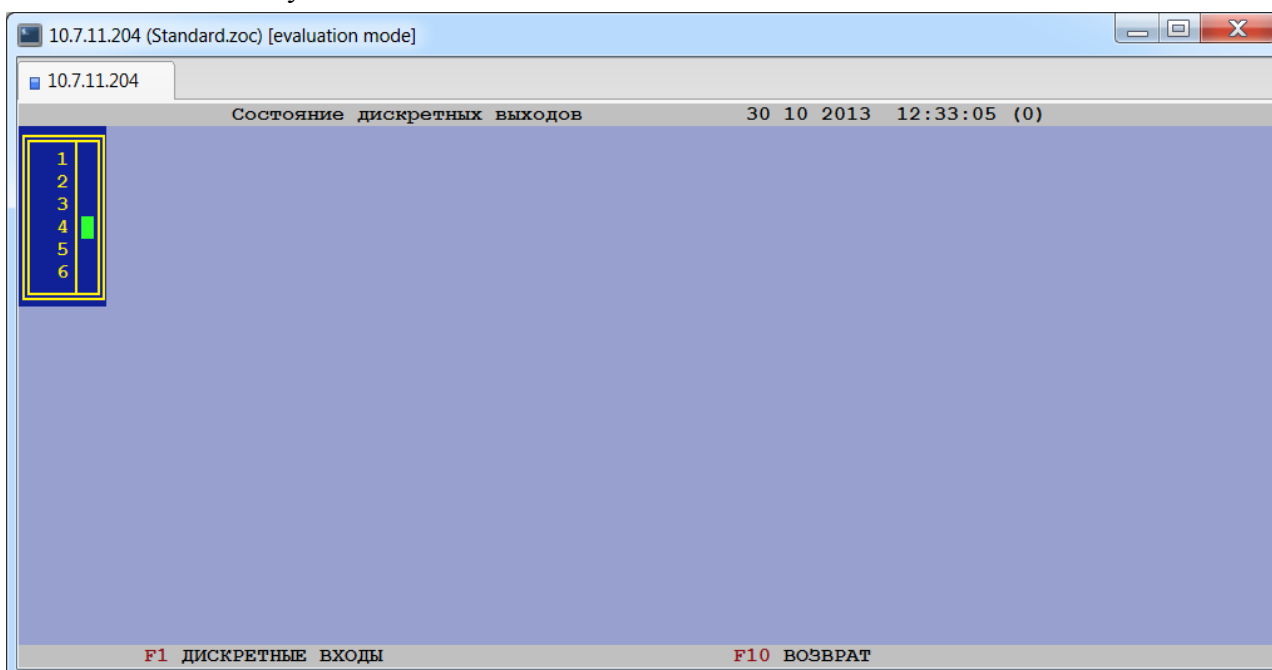 10.7.11.204 (Standard.zoc) [evaluation mode]
10.7.11.204
Состояние дискретных выходов 30 10 2013 12:33:05 (0)
1
2
3
4
5
6
F1 ДИСКРЕТНЫЕ ВХОДЫ F10 ВОЗВРАТ